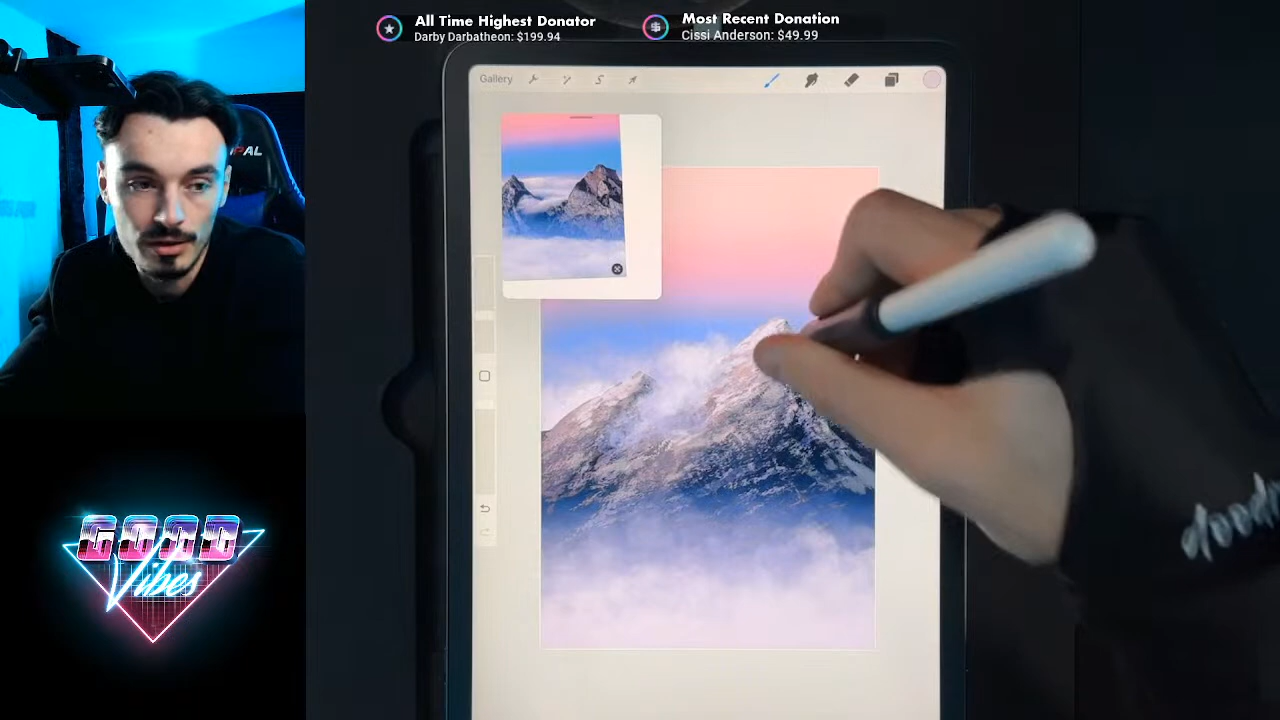 All Time Highest Donator
Darby Darbatheon: $199.94
Most Recent Donation
Cissi Anderson: $49.99
Gallery
GOOD
Vibes